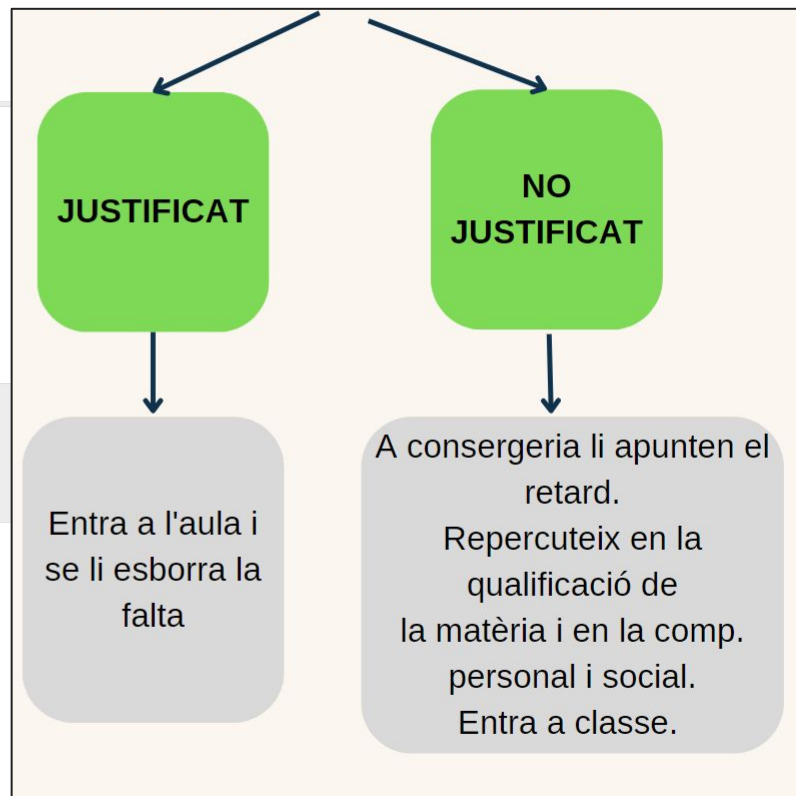 JUSTIFICAT
NO
JUSTIFICAT
Entra a l'aula i
se li esborra la
falta
A consergeria li apunten el
retard.
Repercuteix en la
qualificació de
la matèria i en la comp.
personal i social.
Entra a classe.